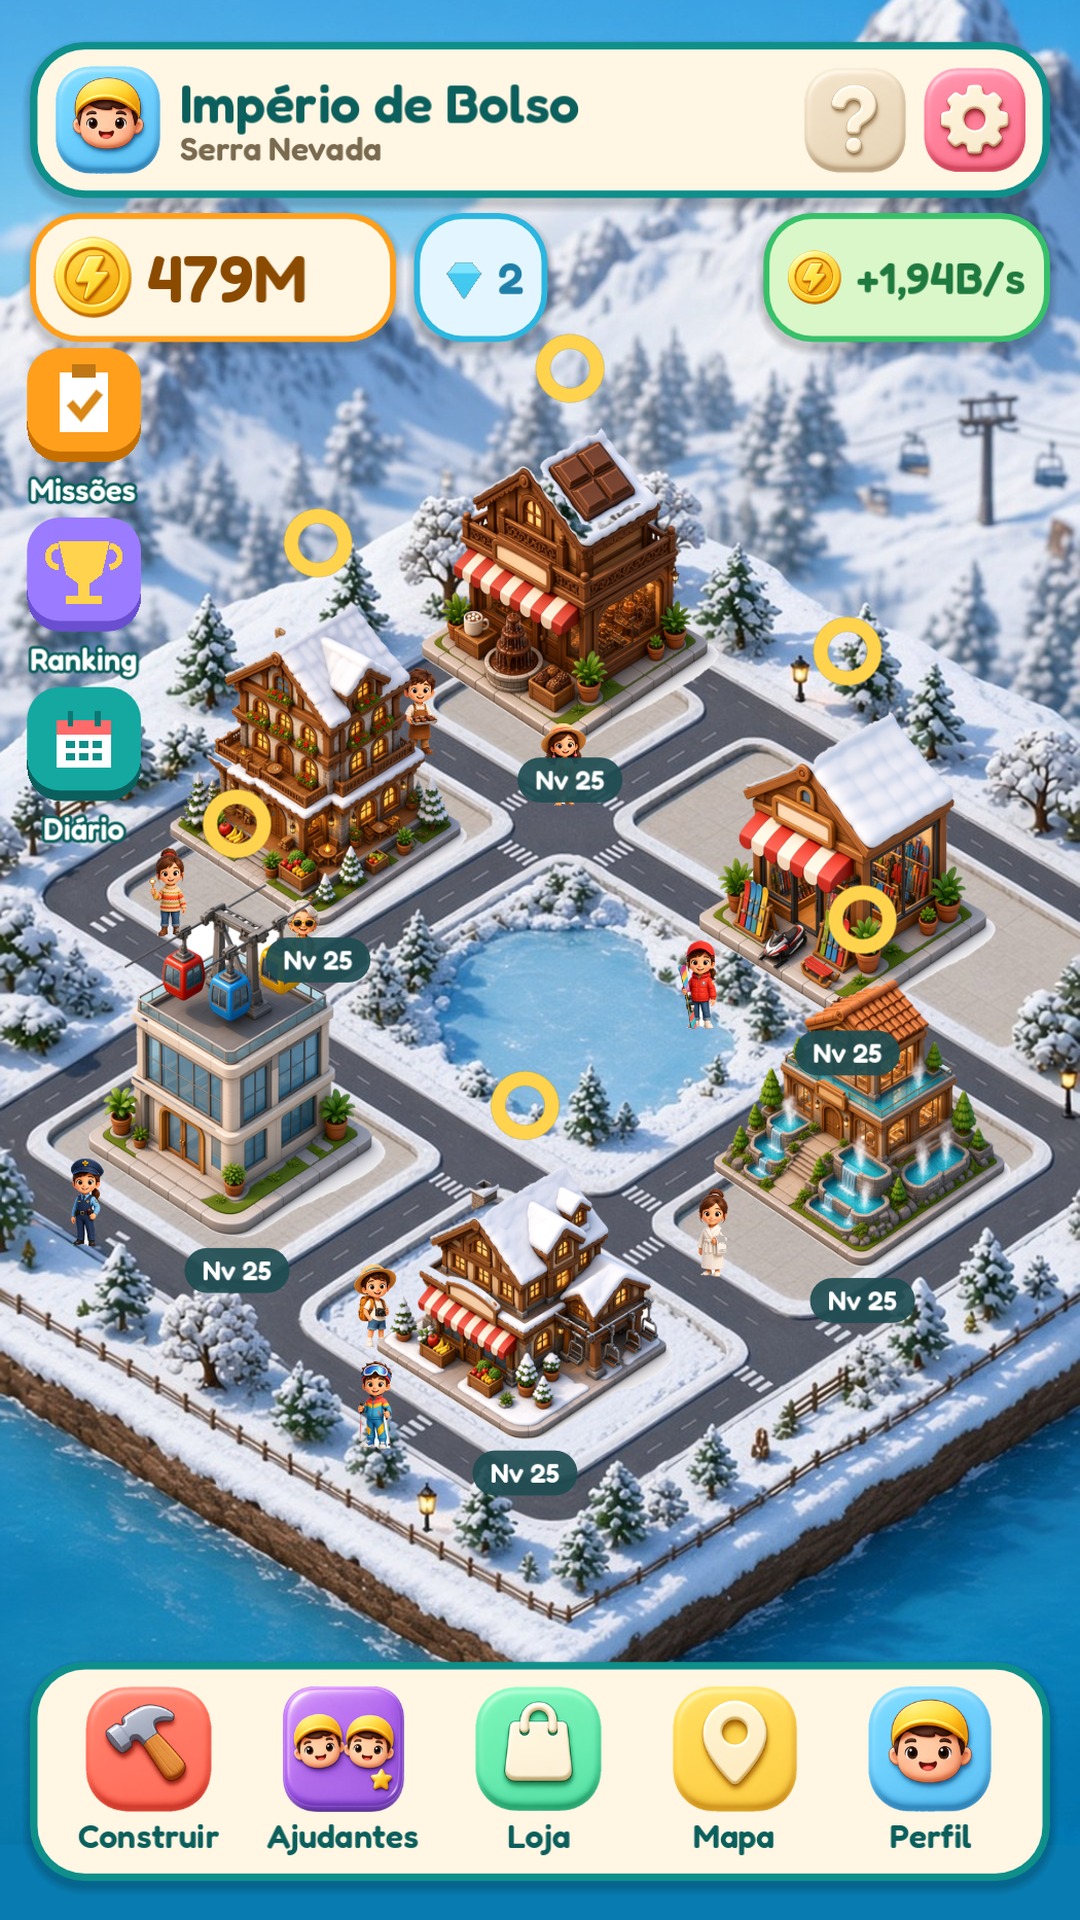 Império de Bolso
Serra Nevada
479M
2
+1,94B/s
Missões
Ranking
Diário
Nv 25
Nv 25
Nv 25
Nv 25
Nv 25
Nv 25
Construir
Ajudantes
Loja
Mapa
Perfil